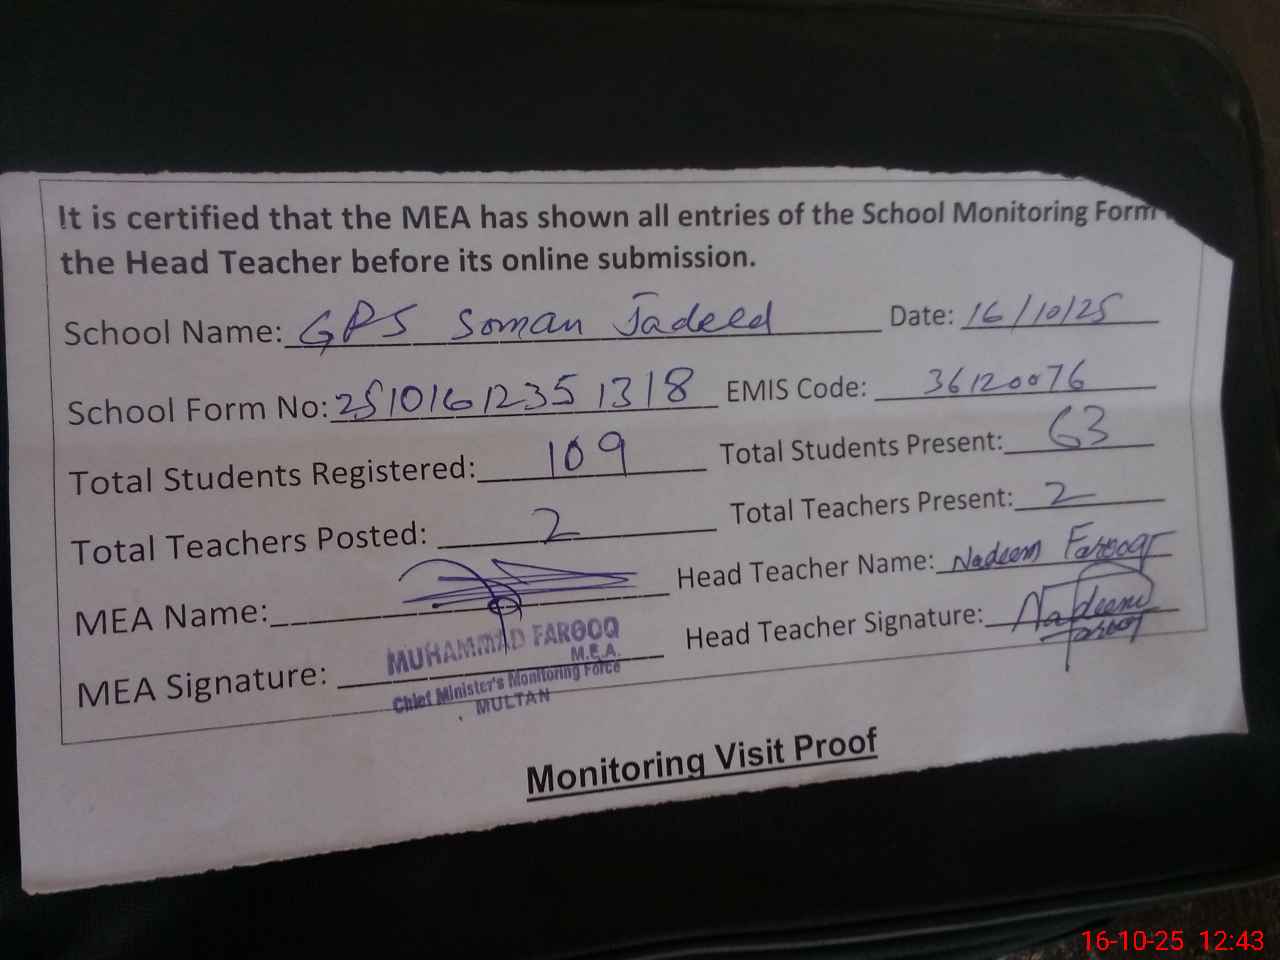 It is certified that the MEA has shown all entries of the School Monitoring Form
the Head Teacher before its online submission.
School Name: GPS Soman Jadeed Date: 16/10/25
School Form No: 2510161235 1318 EMIS Code: 36120076
Total Students Registered: 109 Total Students Present: 63
Total Teachers Posted: 2 Total Teachers Present: 2
MEA Name: Head Teacher Name: Nadeem Farooq
MEA Signature: Head Teacher Signature: Nadeem Farooq
MUHAMMAD FAROOQ
M.E.A.
Chief Minister's Monitoring Force
MULTAN
Monitoring Visit Proof
16-10-25 12:43